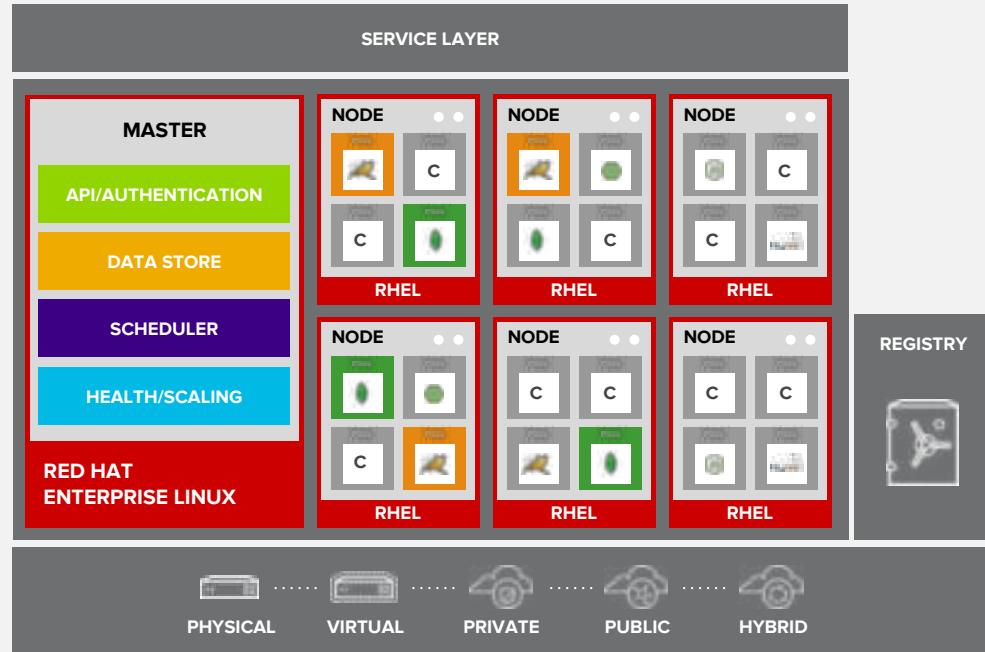 SERVICE LAYER
MASTER
API/AUTHENTICATION
DATA STORE
SCHEDULER
HEALTH/SCALING
RED HAT
ENTERPRISE LINUX
NODE
C
C
RHEL
NODE
C
RHEL
NODE
C
C
RHEL
NODE
C
RHEL
NODE
C
C
RHEL
NODE
C
C
RHEL
REGISTRY
PHYSICAL
VIRTUAL
PRIVATE
PUBLIC
HYBRID